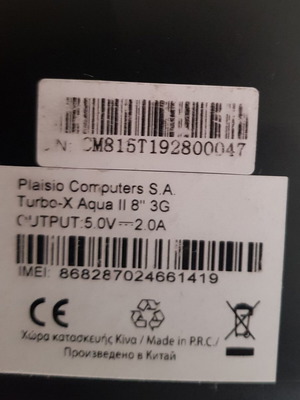 S/N: CM815T192800047
Plaisio Computers S.A.
Turbo-X Aqua II 8" 3G
OUTPUT:5.0V⎓2.0A
IMEI: 868287024661419
CE
Χώρα κατασκευής Κίνα / Made in P.R.C./
Произведено в Китай